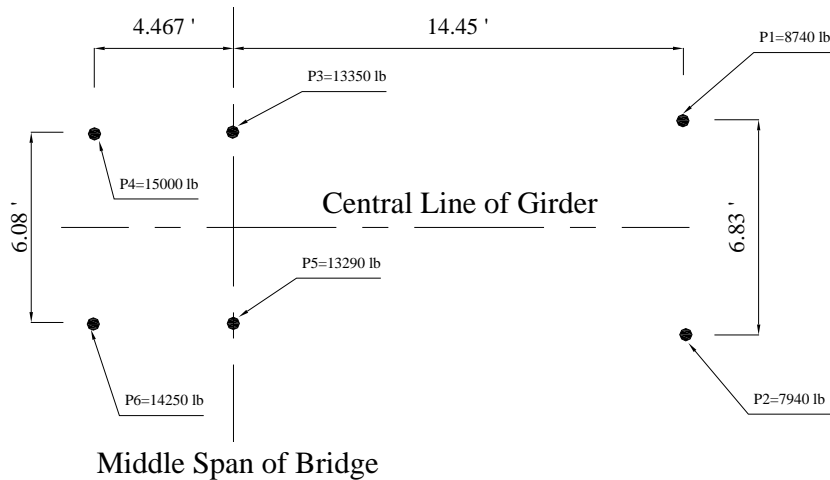 4.467 '
14.45 '
P1=8740 lb
P3=13350 lb
P4=15000 lb
6.08 '
Central Line of Girder
6.83 '
P5=13290 lb
P6=14250 lb
P2=7940 lb
Middle Span of Bridge